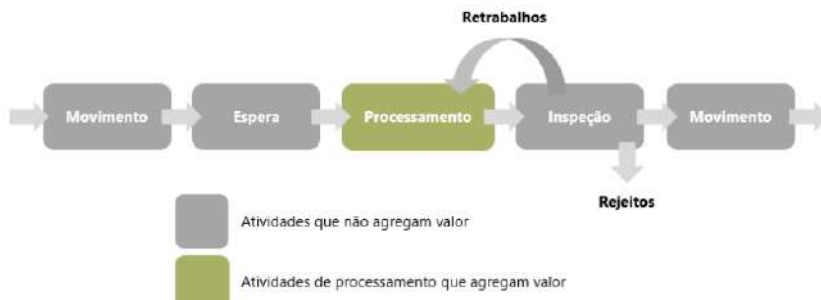 Retrabalhos
Movimento
Espera
Processamento
Inspeção
Movimento
Rejeitos
Atividades que não agregam valor
Atividades de processamento que agregam valor